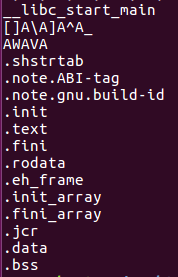 __libc_start_main
[]A\A]A^A_
AWAVA
.shstrtab
.note.ABI-tag
.note.gnu.build-id
.init
.text
.fini
.rodata
.eh_frame
.init_array
.fini_array
.jcr
.data
.bss